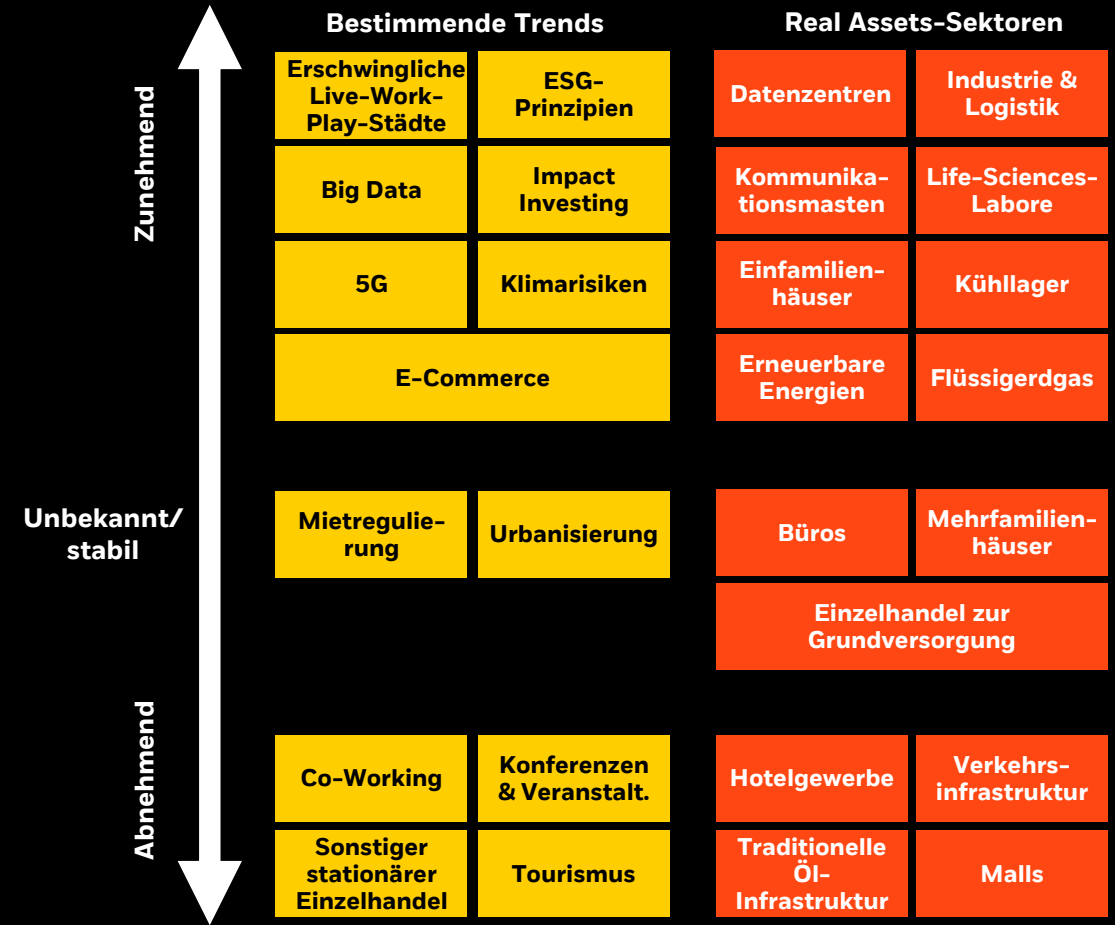 Bestimmende Trends
Real Assets-Sektoren
Zunehmend
Erschwingliche
Live-Work-
Play-Städte
ESG-
Prinzipien
Datenzentren
Industrie &
Logistik
Big Data
Impact
Investing
Kommunika-
tionsmasten
Life-Sciences-
Labore
5G
Klimarisiken
Einfamilien-
häuser
Kühllager
E-Commerce
Erneuerbare
Energien
Flüssigerdgas
Unbekannt/
stabil
Mietregulie-
rung
Urbanisierung
Büros
Mehrfamilien-
häuser
Einzelhandel zur
Grundversorgung
Abnehmend
Co-Working
Konferenzen
& Veranstalt.
Hotelgewerbe
Verkehrs-
infrastruktur
Sonstiger
stationärer
Einzelhandel
Tourismus
Traditionelle
Öl-
Infrastruktur
Malls